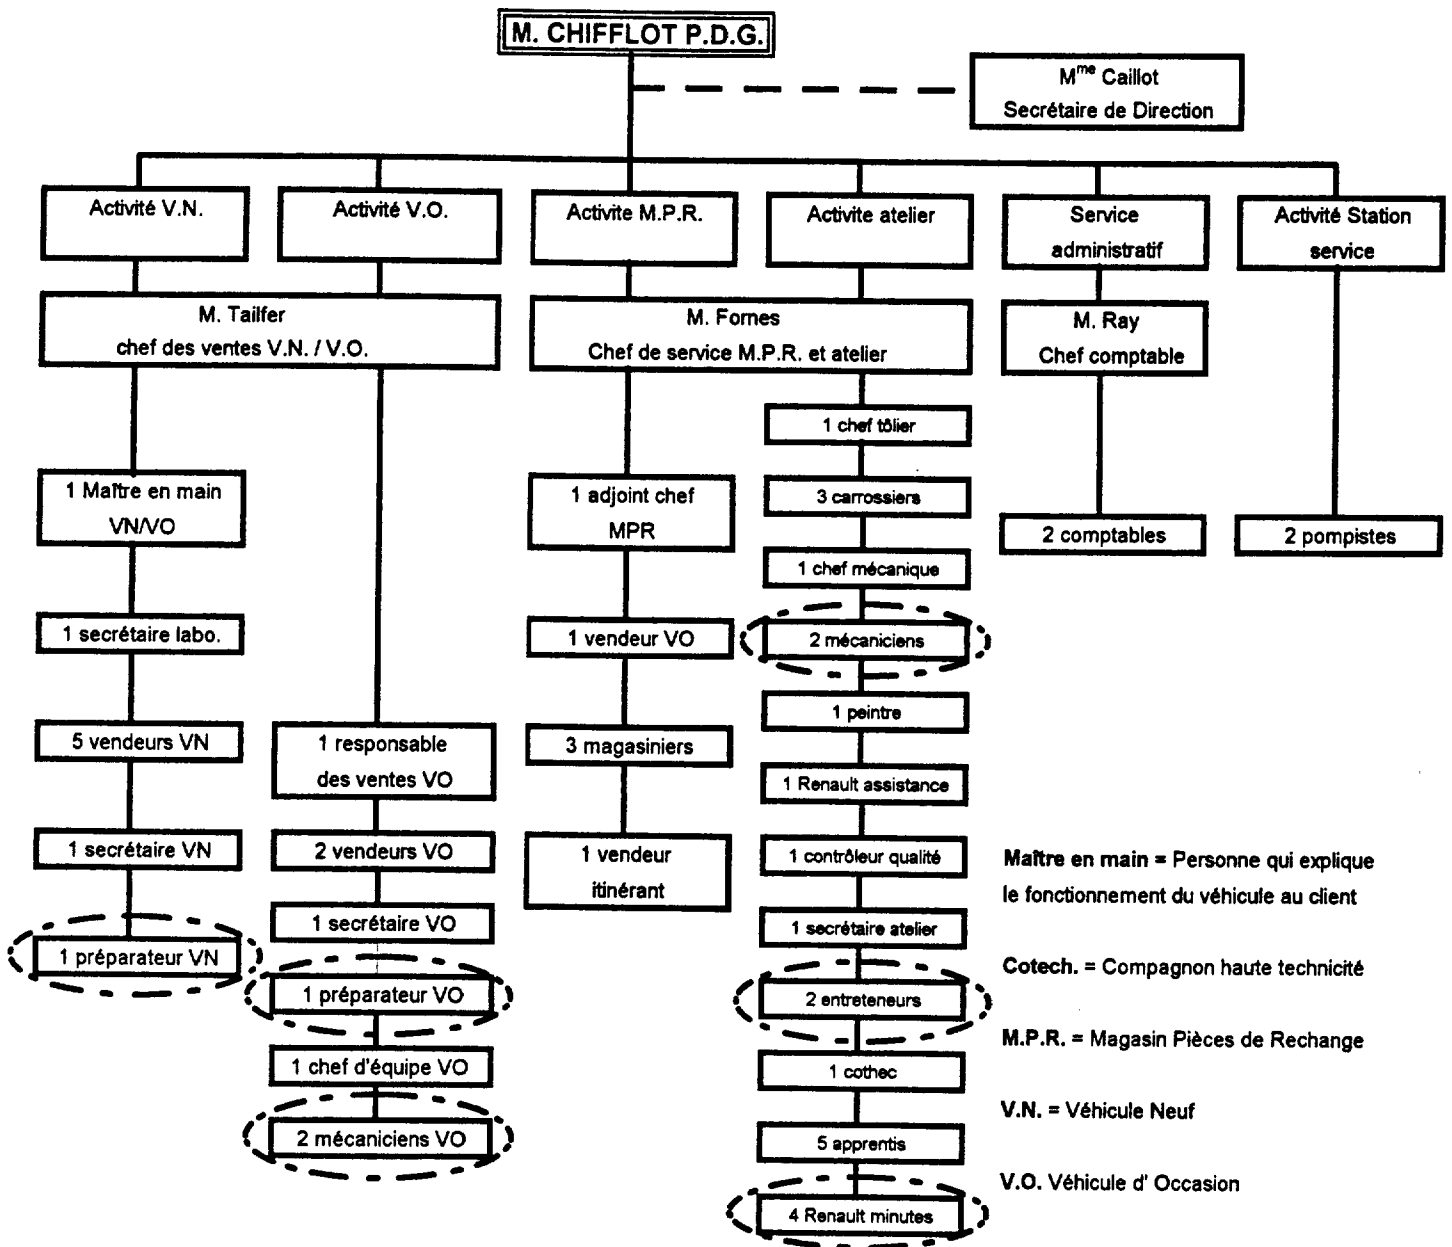 M. CHIFFLOT P.D.G.
Mme Caillot
Secrétaire de Direction
Activité V.N.
Activité V.O.
Activite M.P.R.
Activite atelier
Service
administratif
Activité Station
service
M. Tailfer
chef des ventes V.N. / V.O.
M. Fornes
Chef de service M.P.R. et atelier
M. Ray
Chef comptable
1 Maître en main
VN/VO
1 secrétaire labo.
5 vendeurs VN
1 secrétaire VN
1 préparateur VN
1 responsable
des ventes VO
2 vendeurs VO
1 secrétaire VO
1 préparateur VO
1 chef d'équipe VO
2 mécaniciens VO
1 adjoint chef
MPR
1 vendeur VO
3 magasiniers
1 vendeur
itinérant
1 chef tôlier
3 carrossiers
1 chef mécanique
2 mécaniciens
1 peintre
1 Renault assistance
1 contrôleur qualité
1 secrétaire atelier
2 entreteneurs
1 cothec
5 apprentis
4 Renault minutes
2 comptables
2 pompistes
Maître en main = Personne qui explique
le fonctionnement du véhicule au client
Cotech. = Compagnon haute technicité
M.P.R. = Magasin Pièces de Rechange
V.N. = Véhicule Neuf
V.O. Véhicule d' Occasion